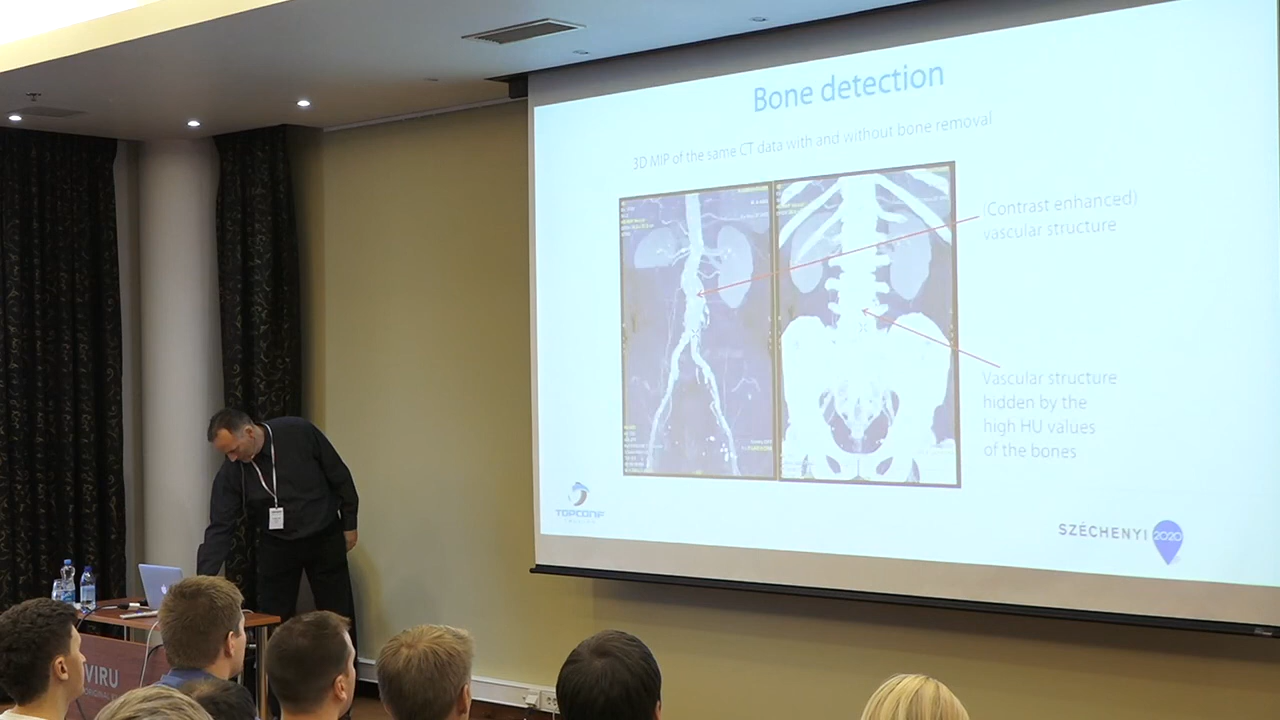 Bone detection
3D MIP of the same CT data with and without bone removal
(Contrast enhanced)
vascular structure
Vascular structure
hidden by the
high HU values
of the bones
TOPCONF
SZÉCHENYI 2020
VIRU